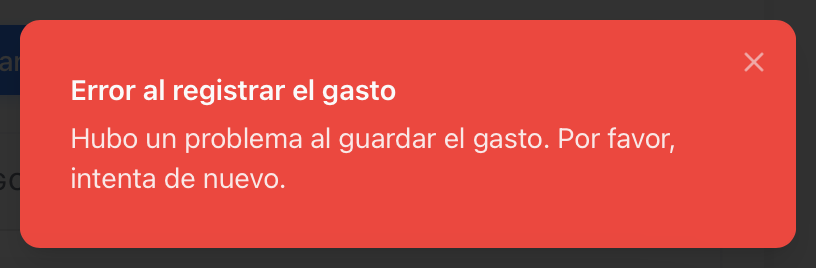 Error al registrar el gasto
Hubo un problema al guardar el gasto. Por favor,
intenta de nuevo.